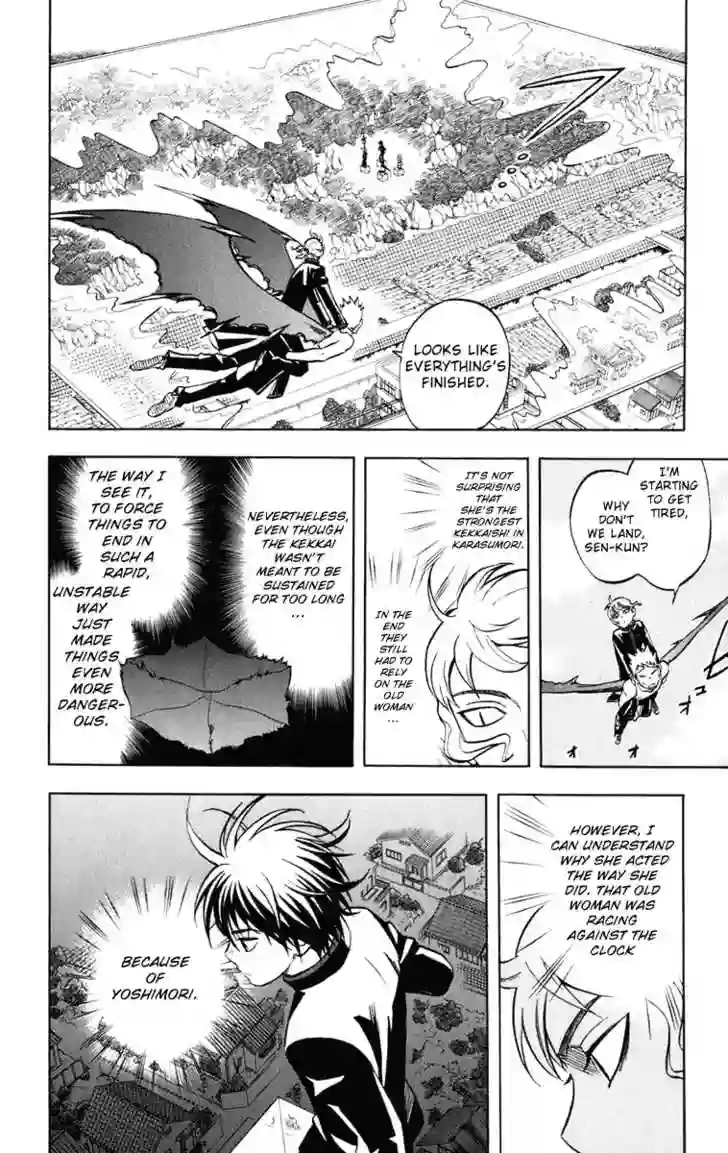 LOOKS LIKE
EVERYTHING'S
FINISHED.
I'M
STARTING
TO GET
TIRED,
WHY
DON'T
WE LAND,
SEN-KUN?
IT'S NOT
SURPRISING
THAT
SHE'S THE
STRONGEST
KEKKAISHI IN
KARASUMORI.
IN THE
END
THEY
STILL
HAD TO
RELY
ON THE
OLD
WOMAN
...
NEVERTHELESS,
EVEN THOUGH
THE KEKKAI
WASN'T
MEANT TO BE
SUSTAINED
FOR TOO LONG
...
THE WAY I
SEE IT,
TO FORCE
THINGS TO
END IN
SUCH A
RAPID,
UNSTABLE
WAY
JUST
MADE
THINGS
EVEN
MORE
DANGER-
OUS.
HOWEVER, I
CAN UNDERSTAND
WHY SHE ACTED
THE WAY SHE
DID. THAT OLD
WOMAN WAS
RACING
AGAINST
THE CLOCK
BECAUSE
OF
YOSHIMORI.